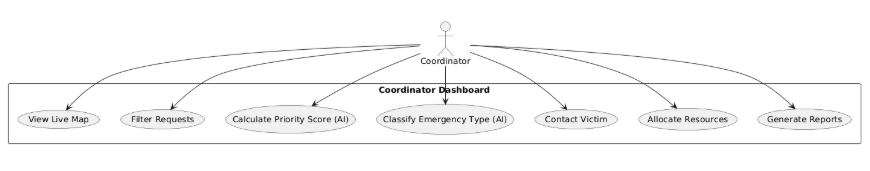 Coordinator
Coordinator Dashboard
View Live Map
Filter Requests
Calculate Priority Score (AI)
Classify Emergency Type (AI)
Contact Victim
Allocate Resources
Generate Reports